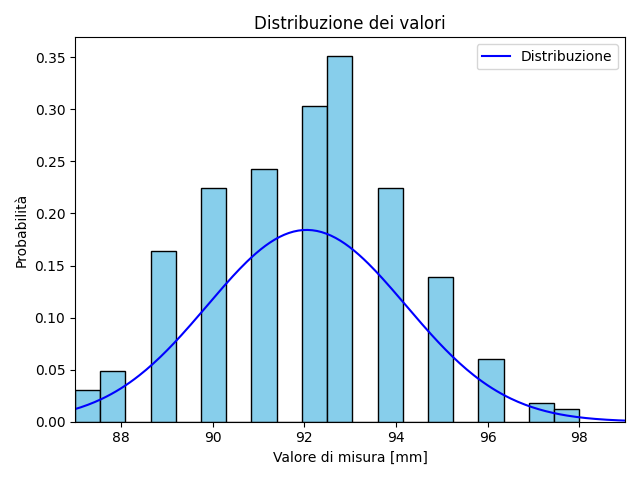 Distribuzione dei valori
Distribuzione
Probabilità
0.35
0.30
0.25
0.20
0.15
0.10
0.05
0.00
88 90 92 94 96 98
Valore di misura [mm]